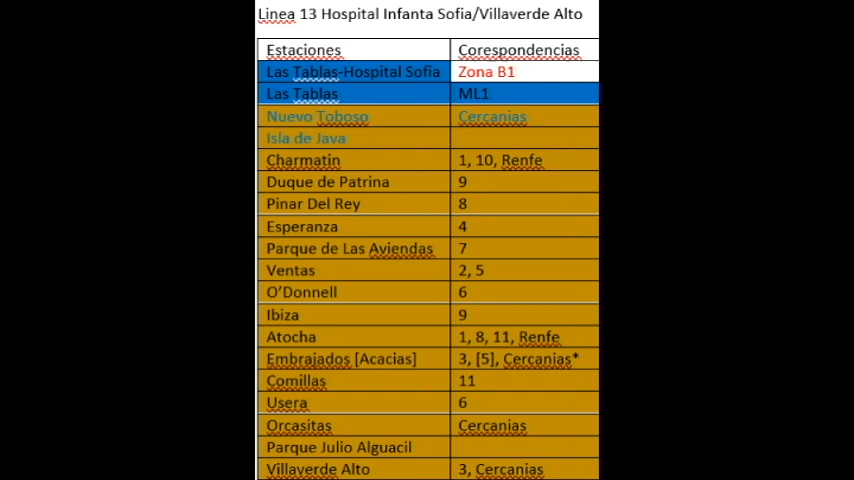 Linea 13 Hospital Infanta Sofia/Villaverde Alto
Estaciones Corespondencias
Las Tablas-Hospital Sofia Zona B1
Las Tablas ML1
Nuevo Toboso Cercanias
Isla de Java
Charmatin 1, 10, Renfe
Duque de Patrina 9
Pinar Del Rey 8
Esperanza 4
Parque de Las Aviendas 7
Ventas 2, 5
O’Donnell 6
Ibiza 9
Atocha 1, 8, 11, Renfe
Embrajados [Acacias] 3, [5], Cercanias*
Comillas 11
Usera 6
Orcasitas Cercanias
Parque Julio Alguacil
Villaverde Alto 3, Cercanias